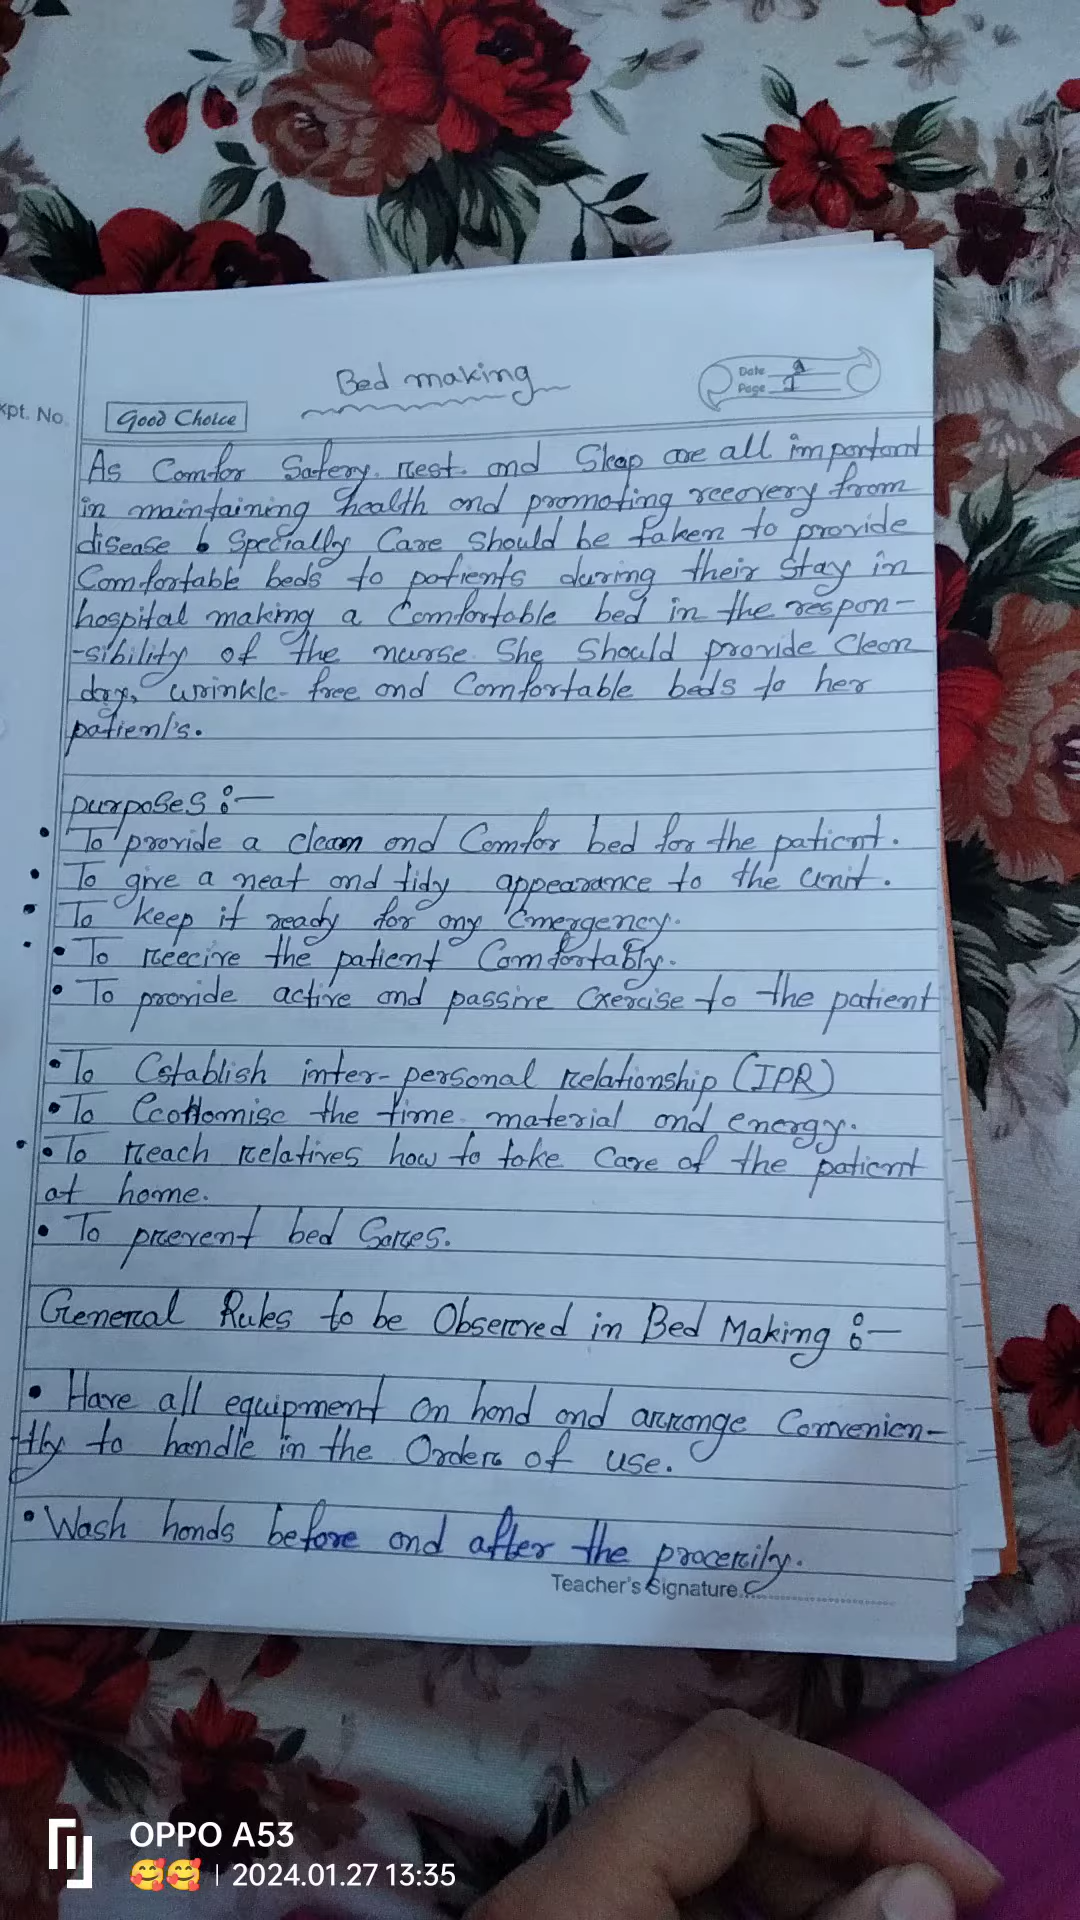 Bed making
Date
Page 1
Expt. No.
Good Choice
As Comfor Safery. rest. and Sleep are all important
in maintaining health and promoting recovery from
disease Specially Care Should be taken to provide
Comfortable beds to patients during their Stay in
hospital making a Comfortable bed in the respon-
-sibility of the nurse. She Should provide Clean
dry, wrinkle- free and Comfortable beds to her
patient's.
purposes :-
• To provide a clean and Comfor bed for the patient.
• To give a neat and tidy appearance to the unit.
• To keep it ready for any Emergency.
• To receive the patient Comfortably.
• To provide active and passive Exercise to the patient
• To Establish inter-personal relationship (IPR)
• To Economise the time. material and energy.
• To reach relatives how to take Care of the patient
at home.
• To prevent bed Sores.
General Rules to be Observed in Bed Making :-
• Have all equipment on hand and arrange Convenien-
tly to handle in the Orders of use.
• Wash hands before and after the
Teacher's Signature
OPPO A53
🥰🥰 | 2024.01.27 13:35